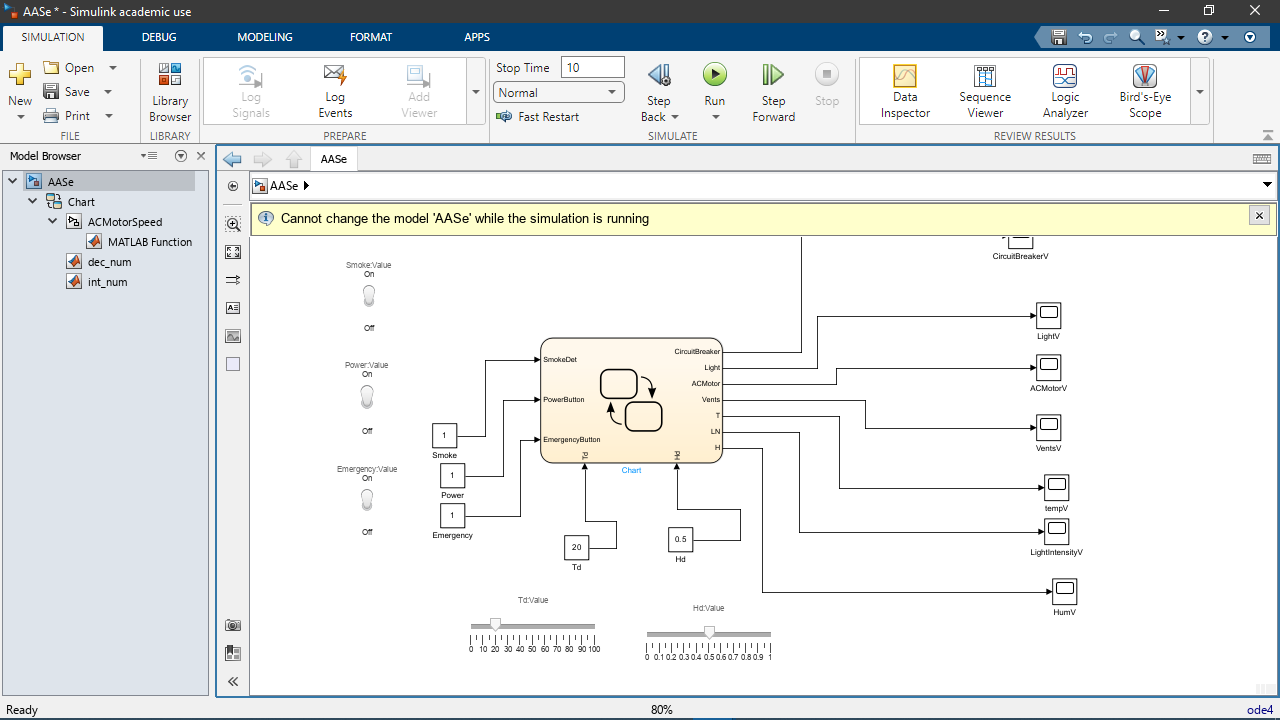 AASe * - Simulink academic use
SIMULATION DEBUG MODELING FORMAT APPS
New
Open
Save
Print
FILE
Library
Browser
LIBRARY
Log
Signals
Log
Events
Add
Viewer
PREPARE
Stop Time 10
Normal
Fast Restart
Step
Back
Run
Step
Forward
Stop
SIMULATE
Data
Inspector
Sequence
Viewer
Logic
Analyzer
Bird's-Eye
Scope
REVIEW RESULTS
Model Browser
AASe
Chart
ACMotorSpeed
MATLAB Function
dec_num
int_num
AASe
AASe
Cannot change the model 'AASe' while the simulation is running
CircuitBreakerV
Smoke:Value
On
Off
Power:Value
On
Off
Emergency:Value
On
Off
1
Smoke
1
Power
1
Emergency
SmokeDet
PowerButton
EmergencyButton
Td
Hd
CircuitBreaker
Light
ACMotor
Vents
T
LN
H
Chart
20
Td
0.5
Hd
LightV
ACMotorV
VentsV
tempV
LightIntensityV
HumV
Td:Value
0 10 20 30 40 50 60 70 80 90 100
Hd:Value
0 0.1 0.2 0.3 0.4 0.5 0.6 0.7 0.8 0.9 1
Ready 80% ode4